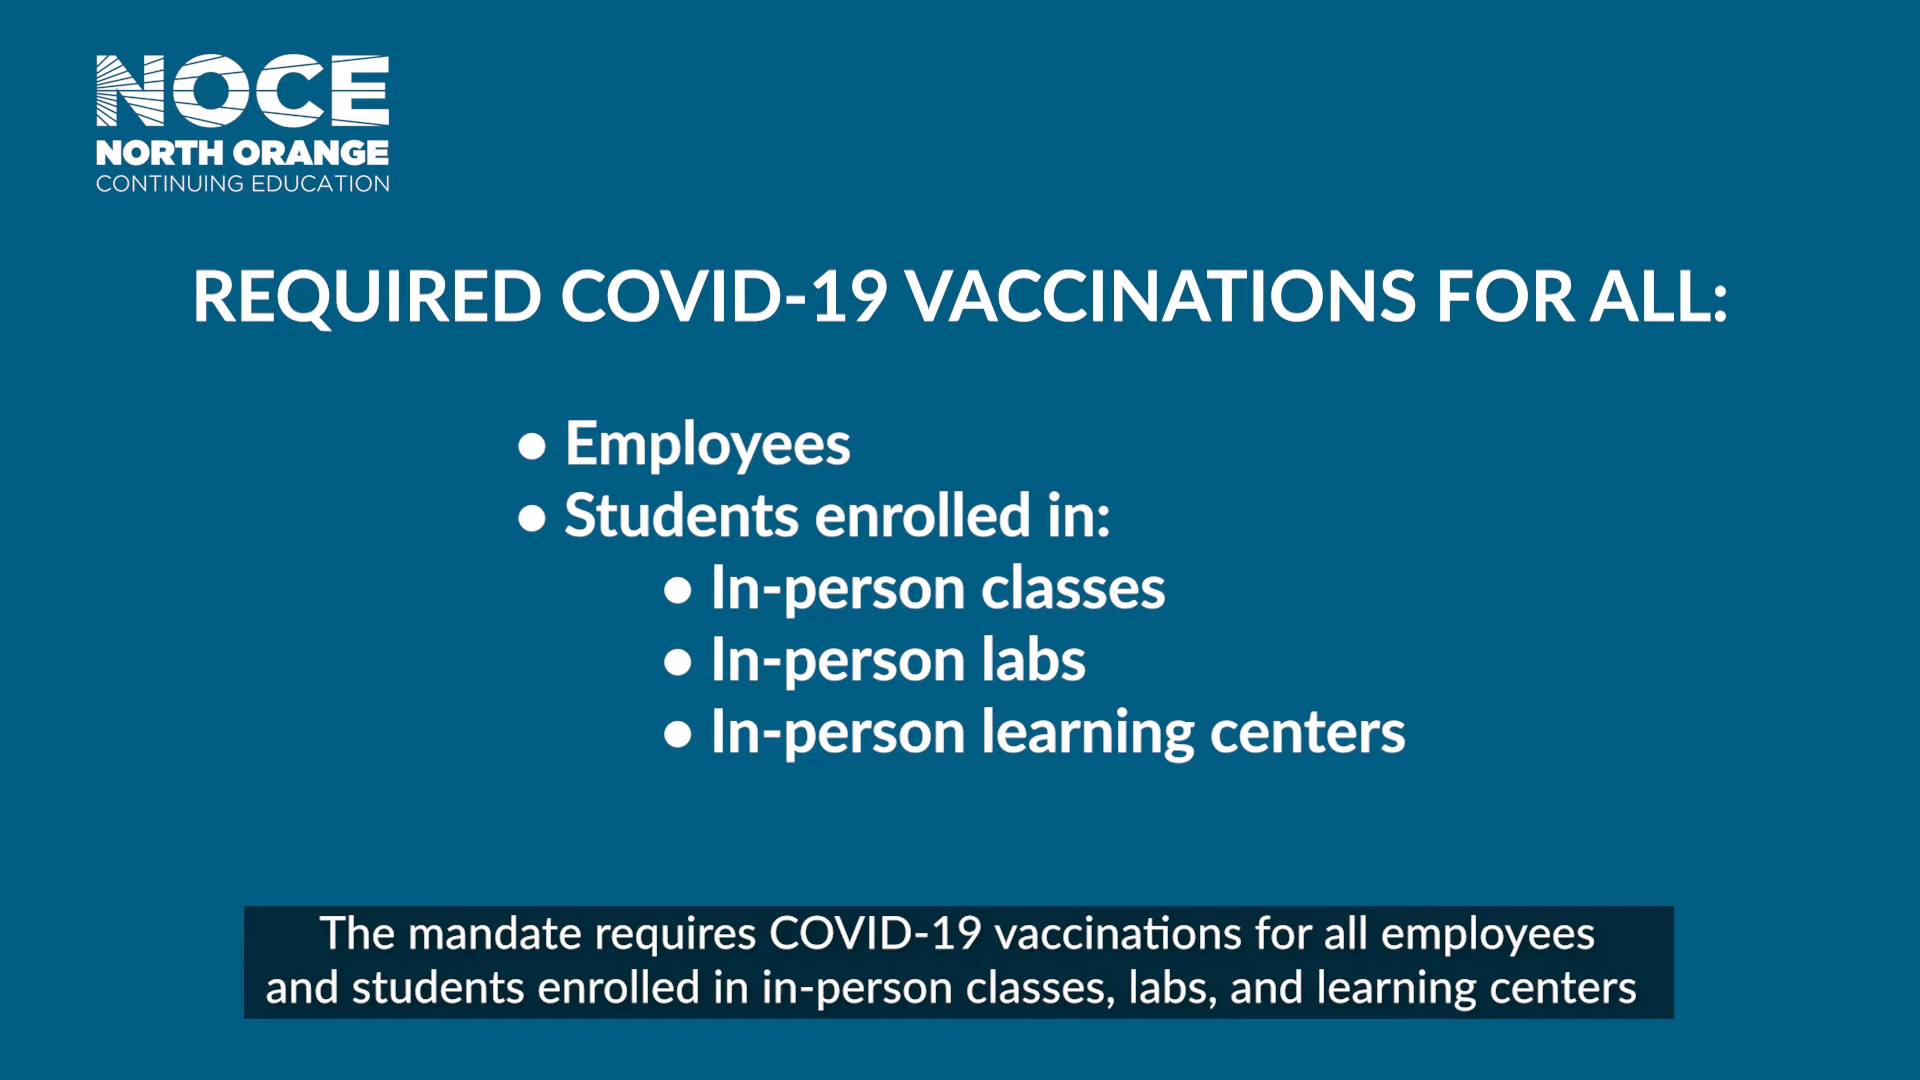 NOCE
NORTH ORANGE
CONTINUING EDUCATION
REQUIRED COVID-19 VACCINATIONS FOR ALL:
● Employees
● Students enrolled in:
● In-person classes
● In-person labs
● In-person learning centers
The mandate requires COVID-19 vaccinations for all employees
and students enrolled in in-person classes, labs, and learning centers